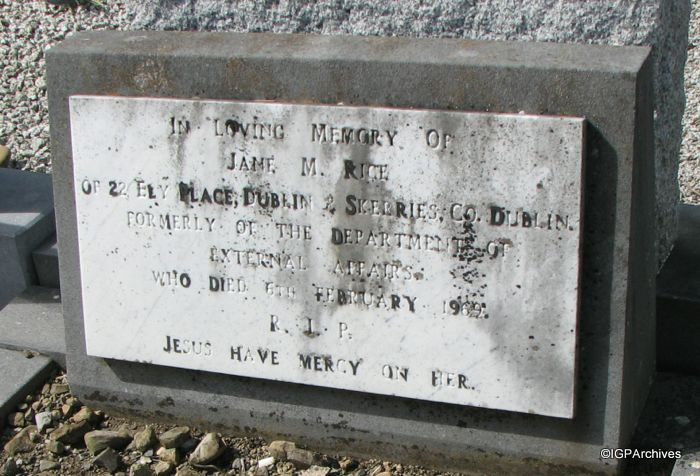 In Loving Memory Of
Jane M. Rice
Of 22 Ely Place, Dublin & Skerries, Co. Dublin.
Formerly of the Department of
External Affairs.
Who Died 6th February 1969.
R. I. P.
Jesus have mercy on her.
©IGPArchives